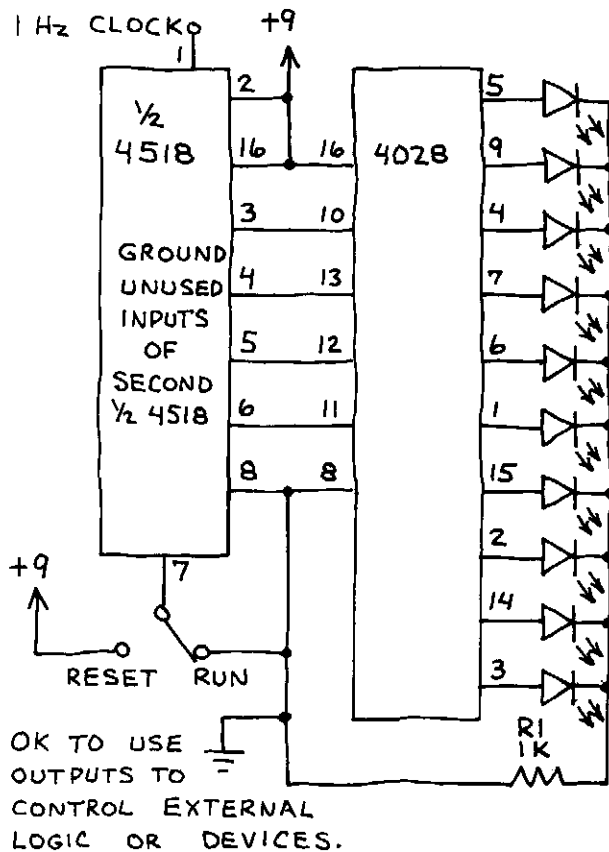 1 Hz CLOCK
+9
1
½
4518
2
16
16
4028
3
10
GROUND
UNUSED
INPUTS
OF
SECOND
½ 4518
4
13
5
12
6
11
8
8
7
5
9
4
7
6
1
15
2
14
3
+9
RESET
RUN
R1
1K
OK TO USE
OUTPUTS TO
CONTROL EXTERNAL
LOGIC OR DEVICES.